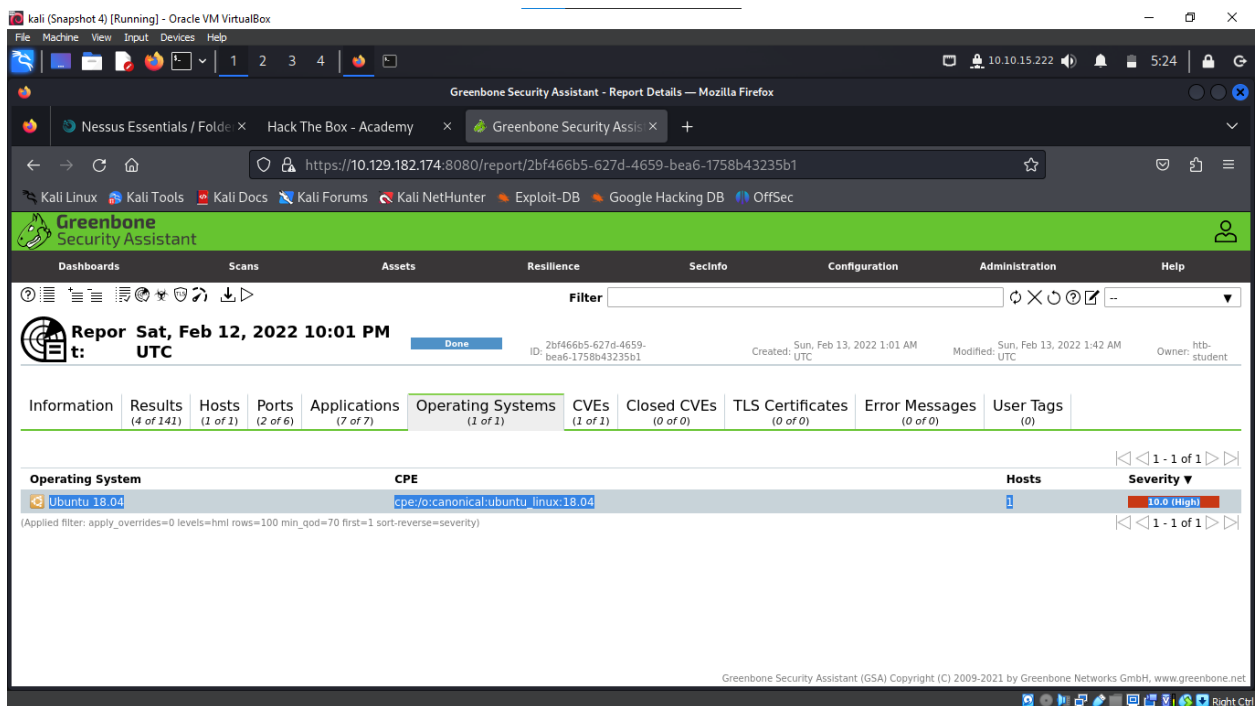 kali (Snapshot 4) [Running] - Oracle VM VirtualBox
File Machine View Input Devices Help
1 2 3 4 10.10.15.222 5:24
Greenbone Security Assistant - Report Details — Mozilla Firefox
Nessus Essentials / Folde Hack The Box - Academy Greenbone Security Assis
https://10.129.182.174:8080/report/2bf466b5-627d-4659-bea6-1758b43235b1
Kali Linux Kali Tools Kali Docs Kali Forums Kali NetHunter Exploit-DB Google Hacking DB OffSec
Greenbone
Security Assistant
Dashboards Scans Assets Resilience SecInfo Configuration Administration Help
Filter --
Repor Sat, Feb 12, 2022 10:01 PM
t: UTC
Done
ID: 2bf466b5-627d-4659-
bea6-1758b43235b1
Created: Sun, Feb 13, 2022 1:01 AM
UTC
Modified: Sun, Feb 13, 2022 1:42 AM
UTC
Owner: htb-
student
Information Results Hosts Ports Applications Operating Systems CVEs Closed CVEs TLS Certificates Error Messages User Tags
(4 of 141) (1 of 1) (2 of 6) (7 of 7) (1 of 1) (1 of 1) (0 of 0) (0 of 0) (0 of 0) (0)
1 - 1 of 1
Operating System CPE Hosts Severity ▼
Ubuntu 18.04 cpe:/o:canonical:ubuntu_linux:18.04 1 10.0 (High)
(Applied filter: apply_overrides=0 levels=hml rows=100 min_qod=70 first=1 sort-reverse=severity) 1 - 1 of 1
Greenbone Security Assistant (GSA) Copyright (C) 2009-2021 by Greenbone Networks GmbH, www.greenbone.net
Right Ctrl